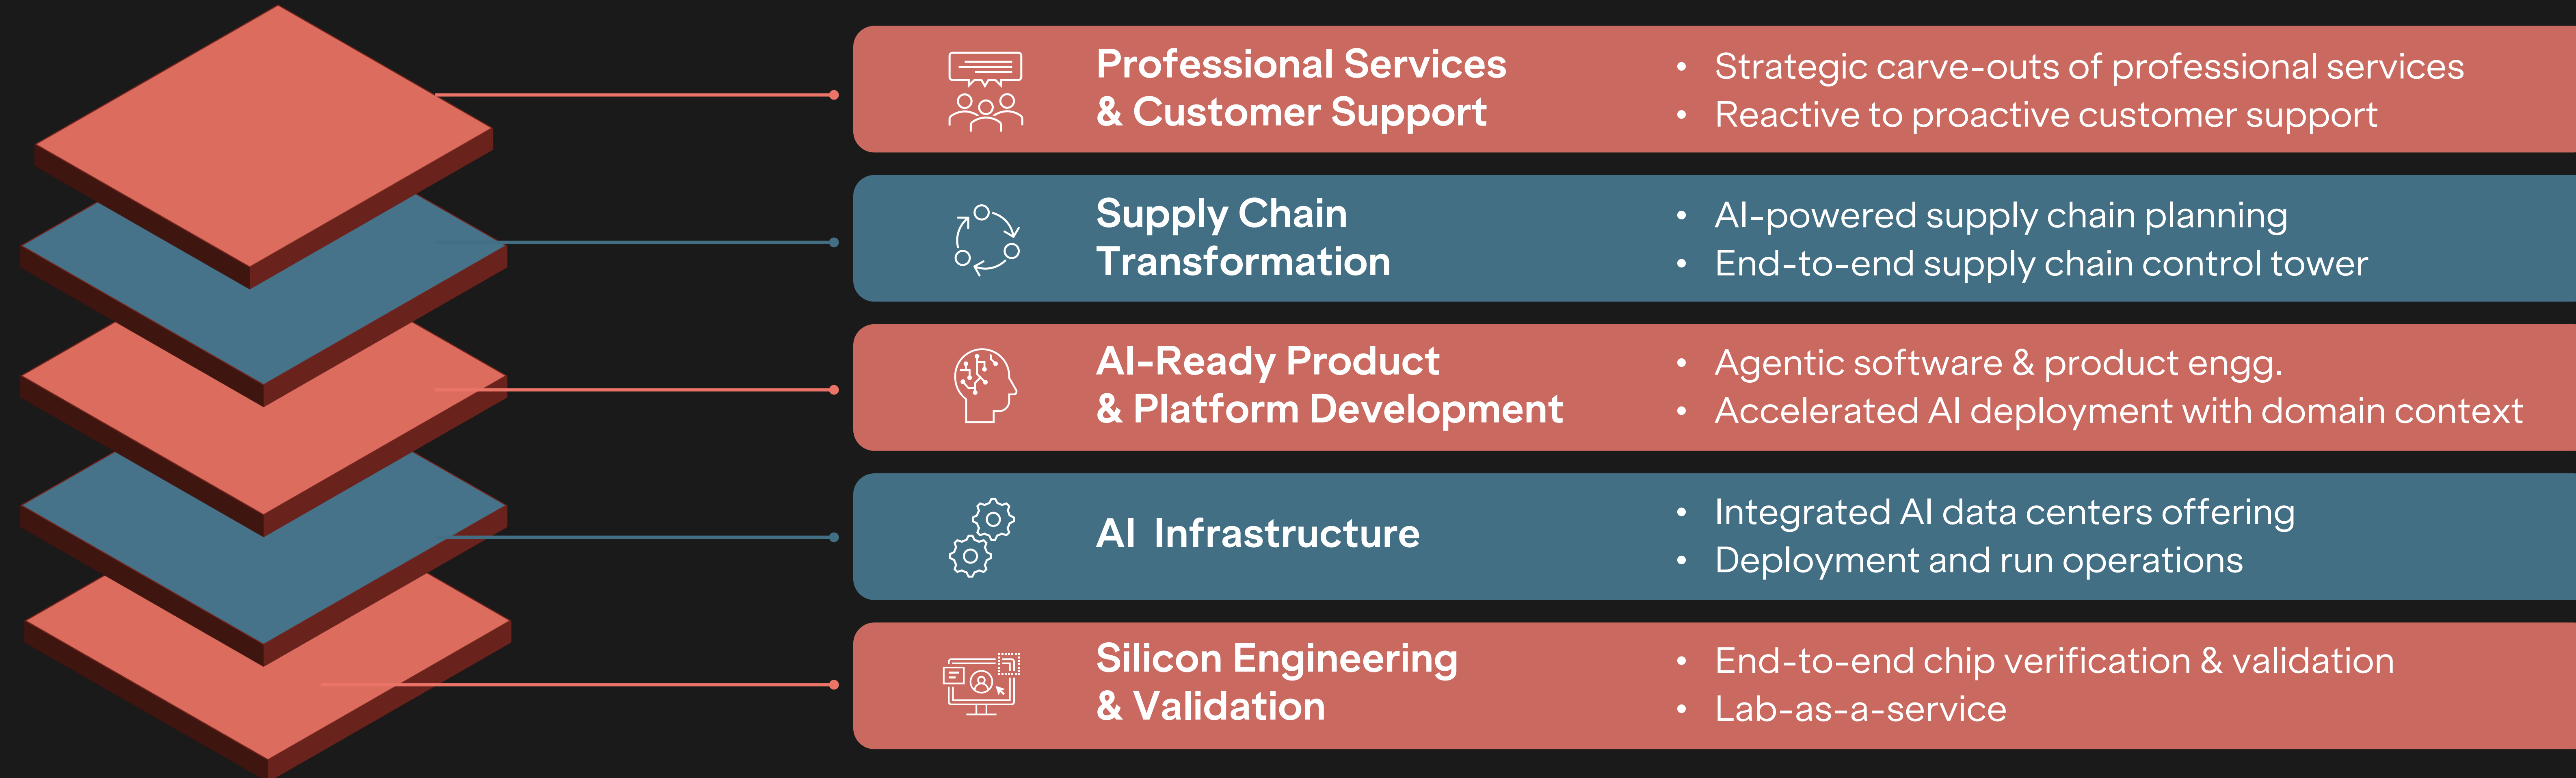 Professional Services
& Customer Support
• Strategic carve-outs of professional services
• Reactive to proactive customer support
Supply Chain
Transformation
• AI-powered supply chain planning
• End-to-end supply chain control tower
AI-Ready Product
& Platform Development
• Agentic software & product engg.
• Accelerated AI deployment with domain context
AI  Infrastructure
• Integrated AI data centers offering
• Deployment and run operations
Silicon Engineering
& Validation
• End-to-end chip verification & validation
• Lab-as-a-service